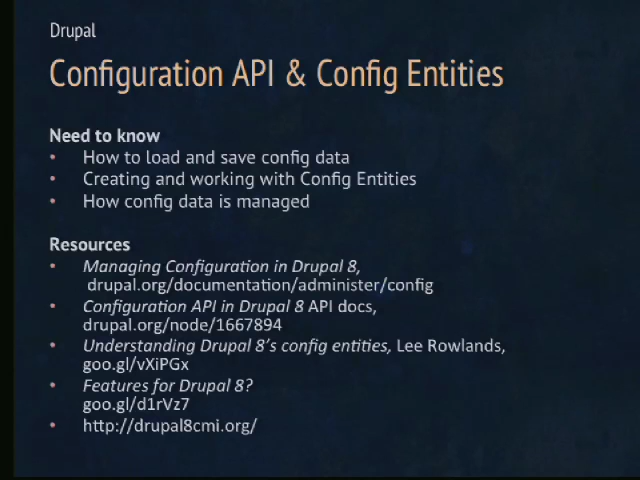 Drupal
Configuration API & Config Entities
Need to know
• How to load and save config data
• Creating and working with Config Entities
• How config data is managed
Resources
• Managing Configuration in Drupal 8,
drupal.org/documentation/administer/config
• Configuration API in Drupal 8 API docs,
drupal.org/node/1667894
• Understanding Drupal 8's config entities, Lee Rowlands,
goo.gl/vXiPGx
• Features for Drupal 8?
goo.gl/d1rVz7
• http://drupal8cmi.org/